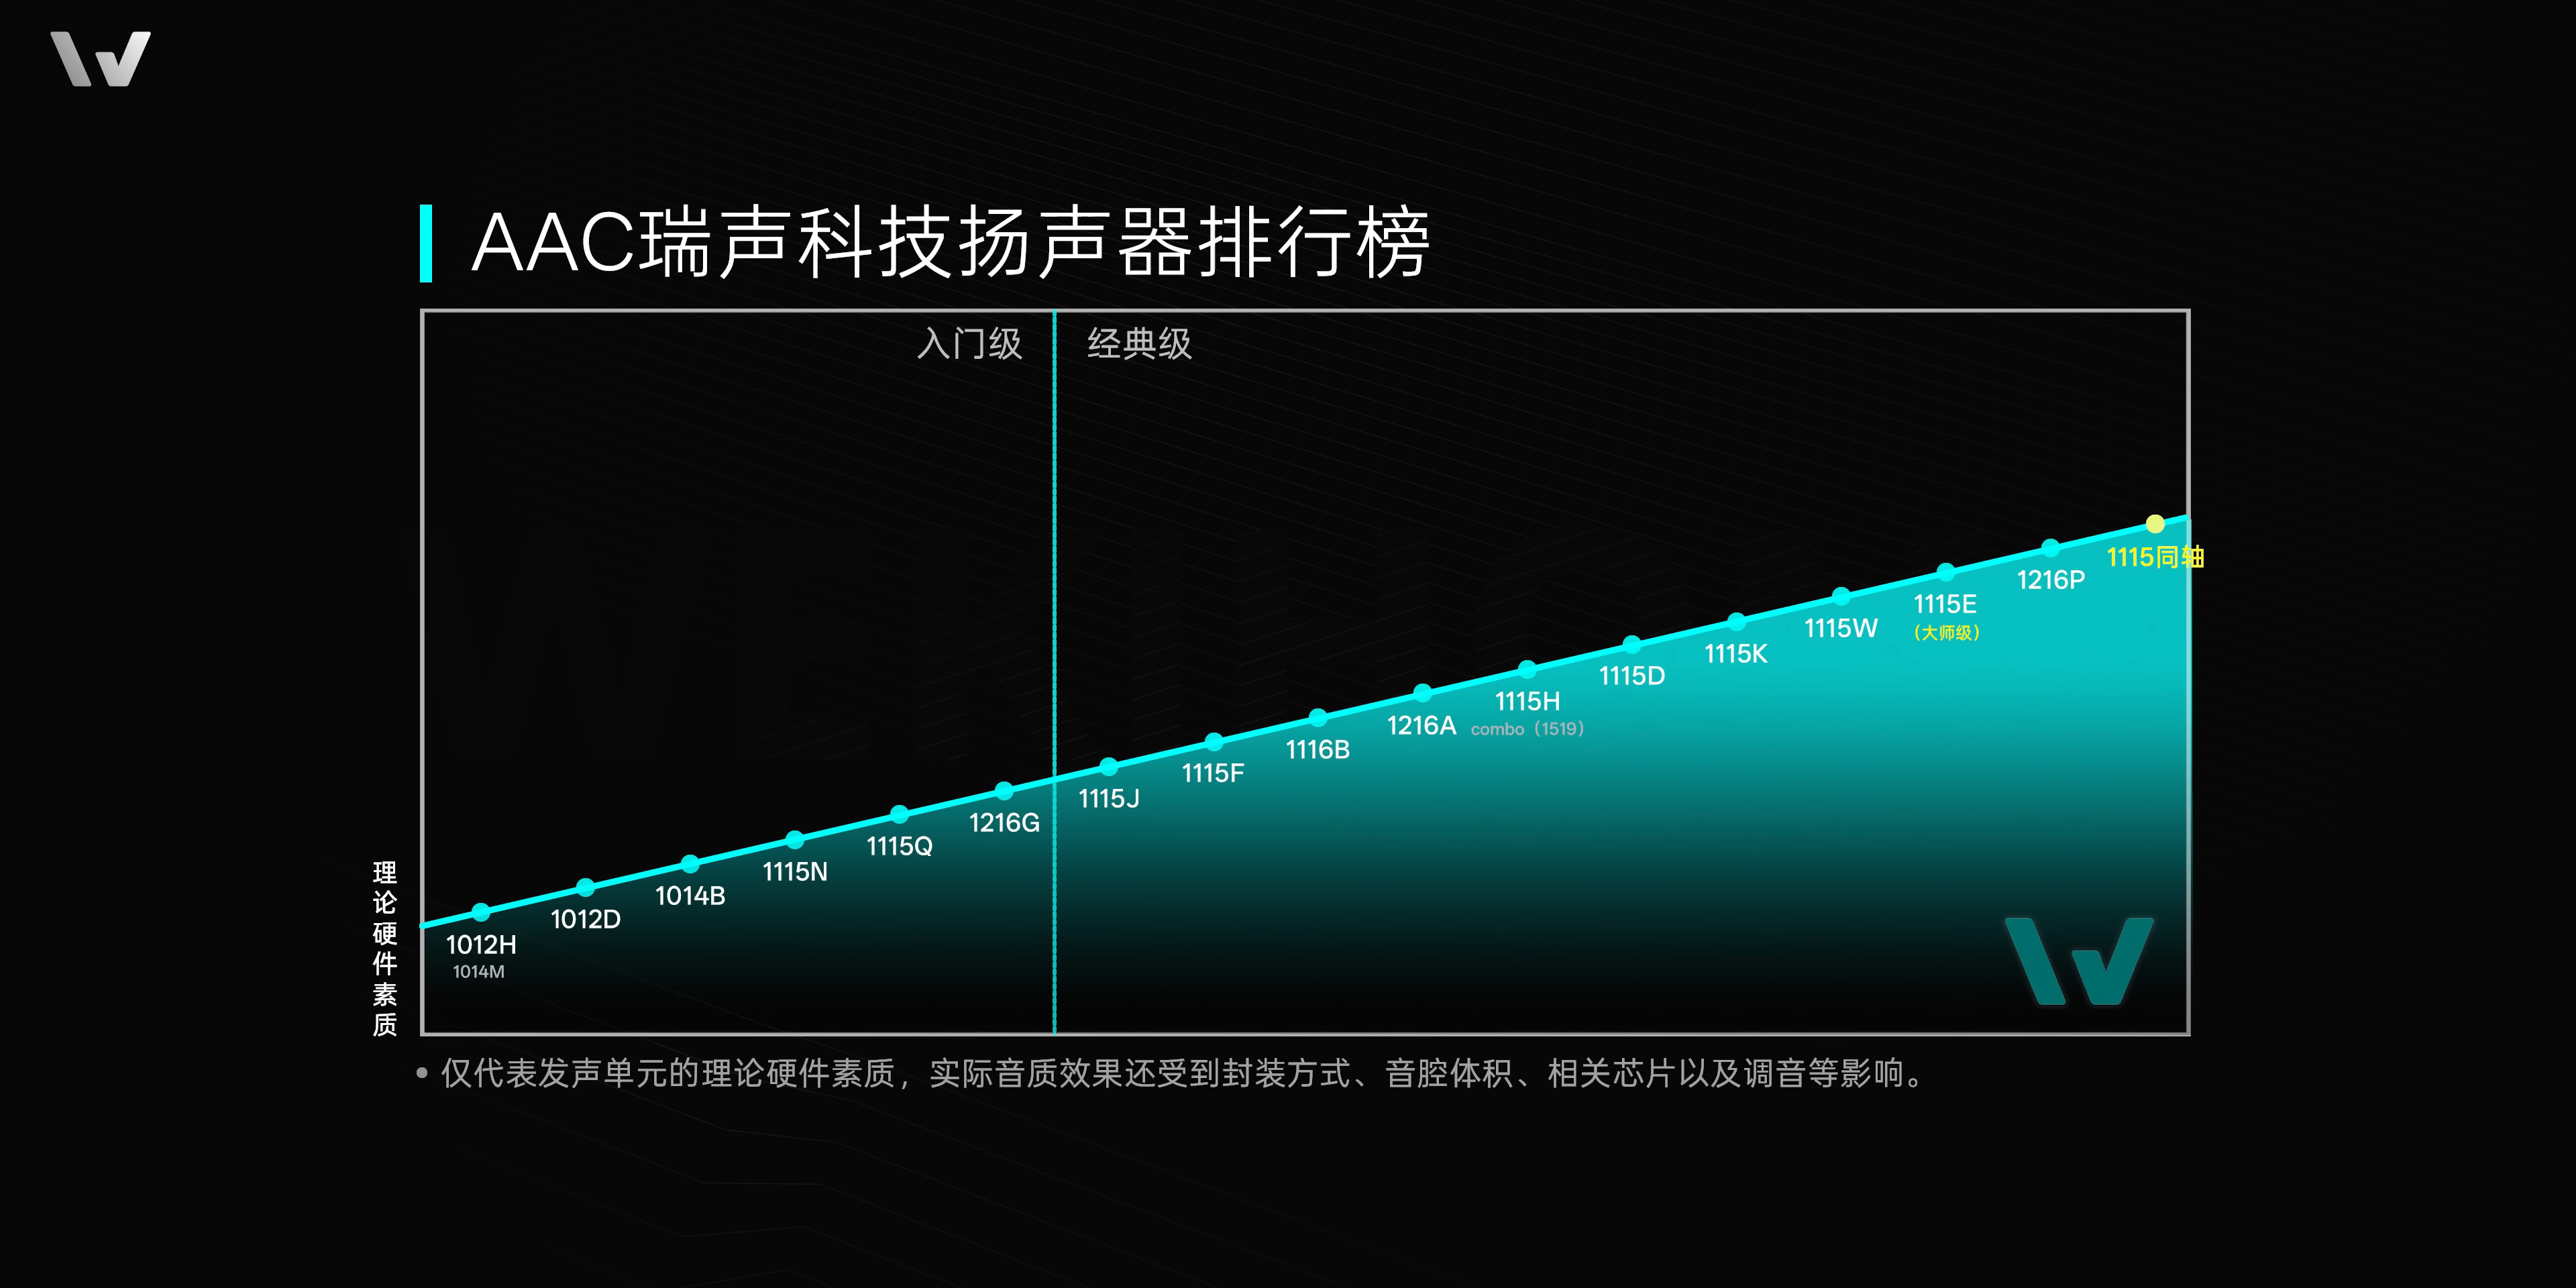 AAC瑞声科技扬声器排行榜
入门级
经典级
1115同轴
1216P
1115E
（大师级）
1115W
1115K
1115D
1115H
combo（1519）
1216A
1116B
1115F
1115J
1216G
1115Q
1115N
1014B
1012D
1012H
1014M
理论硬件素质
• 仅代表发声单元的理论硬件素质，实际音质效果还受到封装方式、音腔体积、相关芯片以及调音等影响。